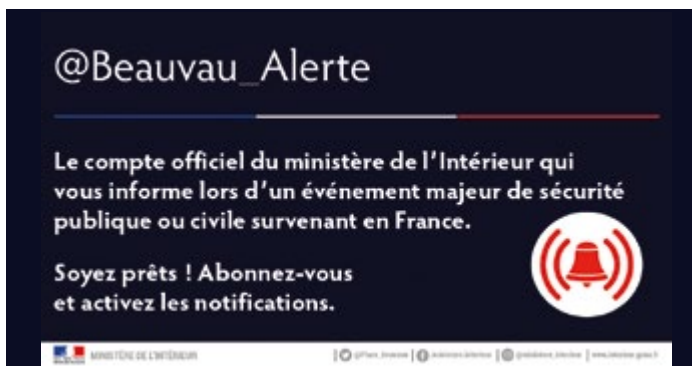 @Beauvau_Alerte
Le compte officiel du ministère de l'Intérieur qui
vous informe lors d'un événement majeur de sécurité
publique ou civile survenant en France.
Soyez prêts ! Abonnez-vous
et activez les notifications.
MINISTÈRE DE L'INTÉRIEUR